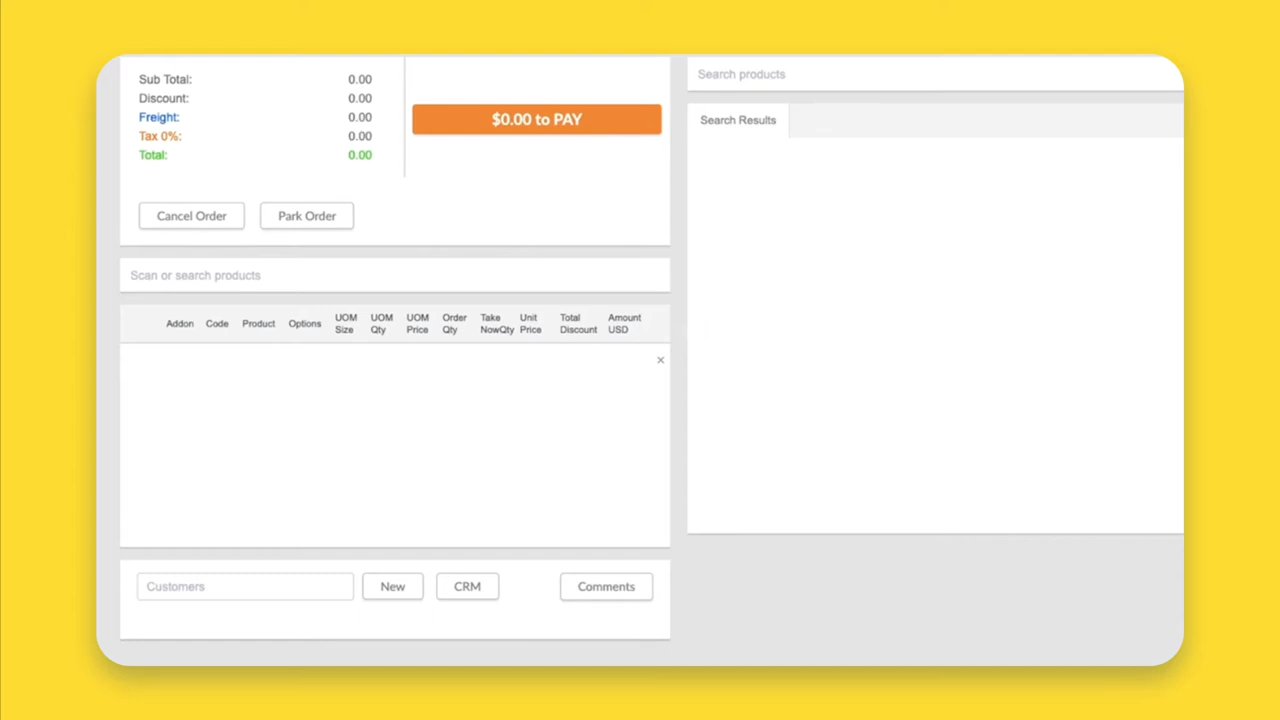 Sub Total: 0.00
Discount: 0.00
Freight: 0.00
Tax 0%: 0.00
Total: 0.00
$0.00 to PAY
Cancel Order
Park Order
Scan or search products
Addon Code Product Options UOM Size UOM Qty UOM Price Order Qty Take NowQty Unit Price Total Discount Amount USD
×
Customers
New
CRM
Comments
Search products
Search Results